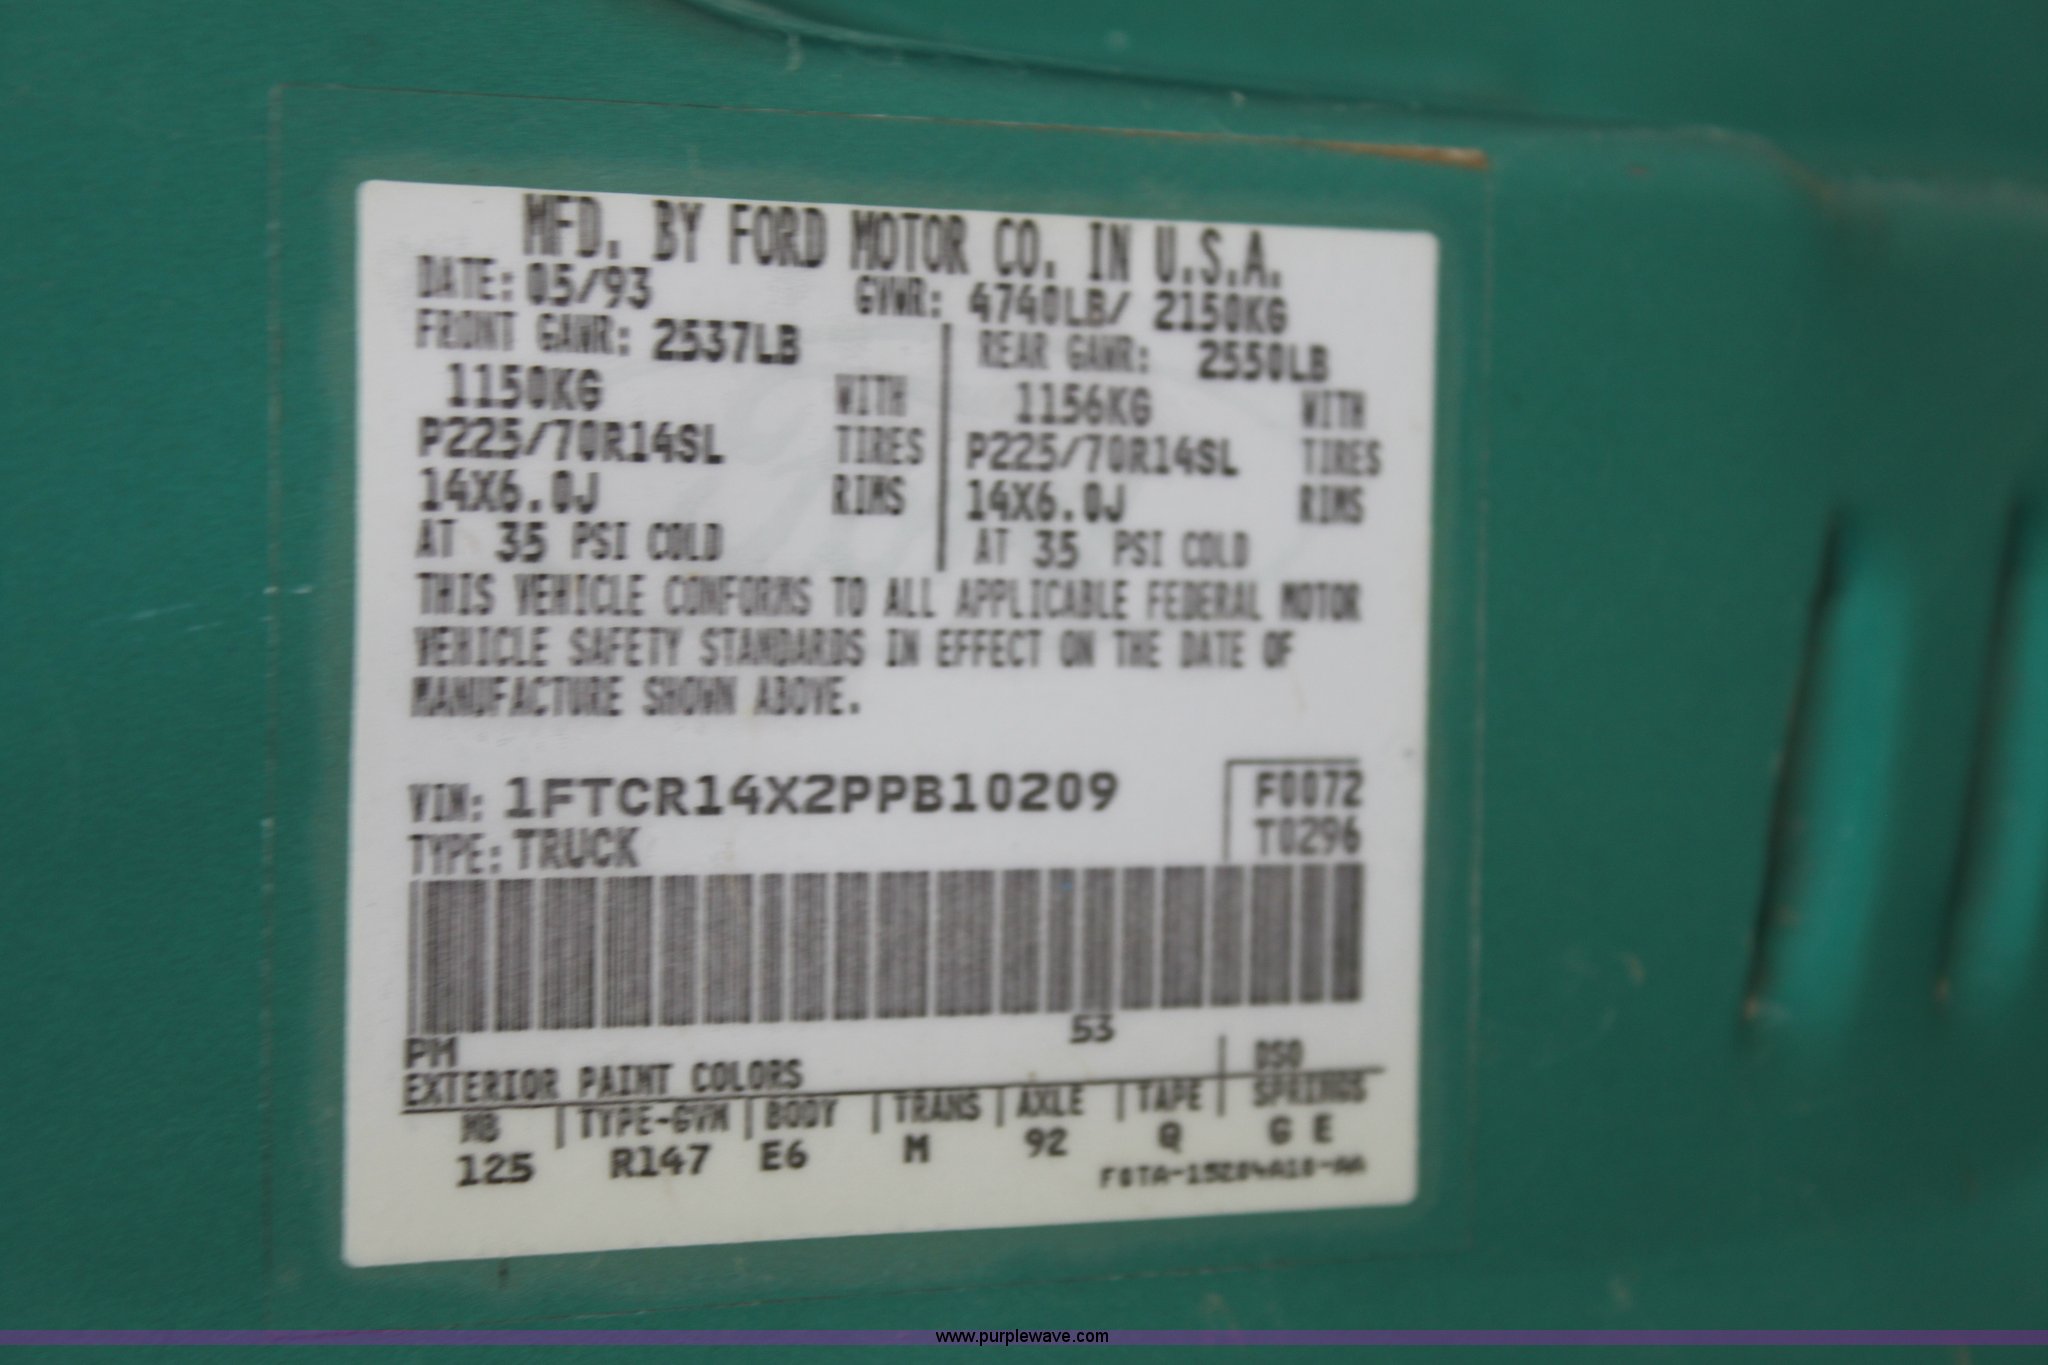 MFD. BY FORD MOTOR CO. IN U.S.A.
DATE: 05/93 GVWR: 4740LB/ 2150KG
FRONT GAWR: 2537LB REAR GAWR: 2550LB
1150KG WITH 1156KG WITH
P225/70R14SL TIRES P225/70R14SL TIRES
14X6.0J RIMS 14X6.0J RIMS
AT 35 PSI COLD AT 35 PSI COLD
THIS VEHICLE CONFORMS TO ALL APPLICABLE FEDERAL MOTOR
VEHICLE SAFETY STANDARDS IN EFFECT ON THE DATE OF
MANUFACTURE SHOWN ABOVE.
VIN: 1FTCR14X2PPB10209 F0072
TYPE: TRUCK T0296
53
PM DSO
EXTERIOR PAINT COLORS
WB TYPE-GVW BODY TRANS AXLE TAPE SPRINGS
125 R147 E6 M 92 Q G E
F0TA-15204A10-AA
www.purplewave.com